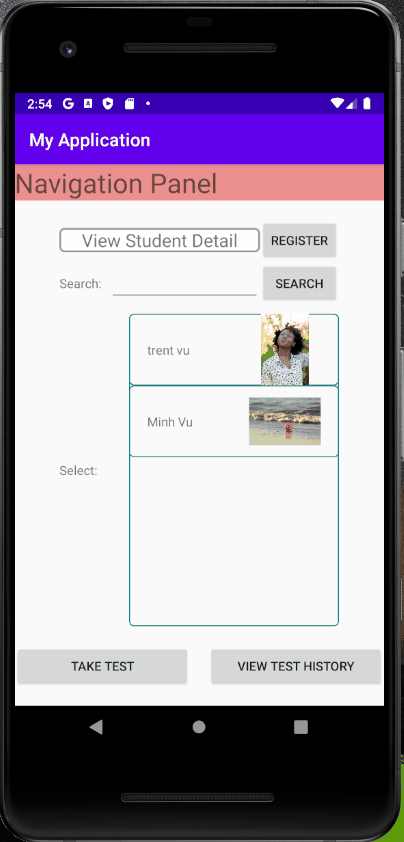 2:54
My Application
Navigation Panel
View Student Detail REGISTER
Search: SEARCH
trent vu
Minh Vu
Select:
TAKE TEST VIEW TEST HISTORY